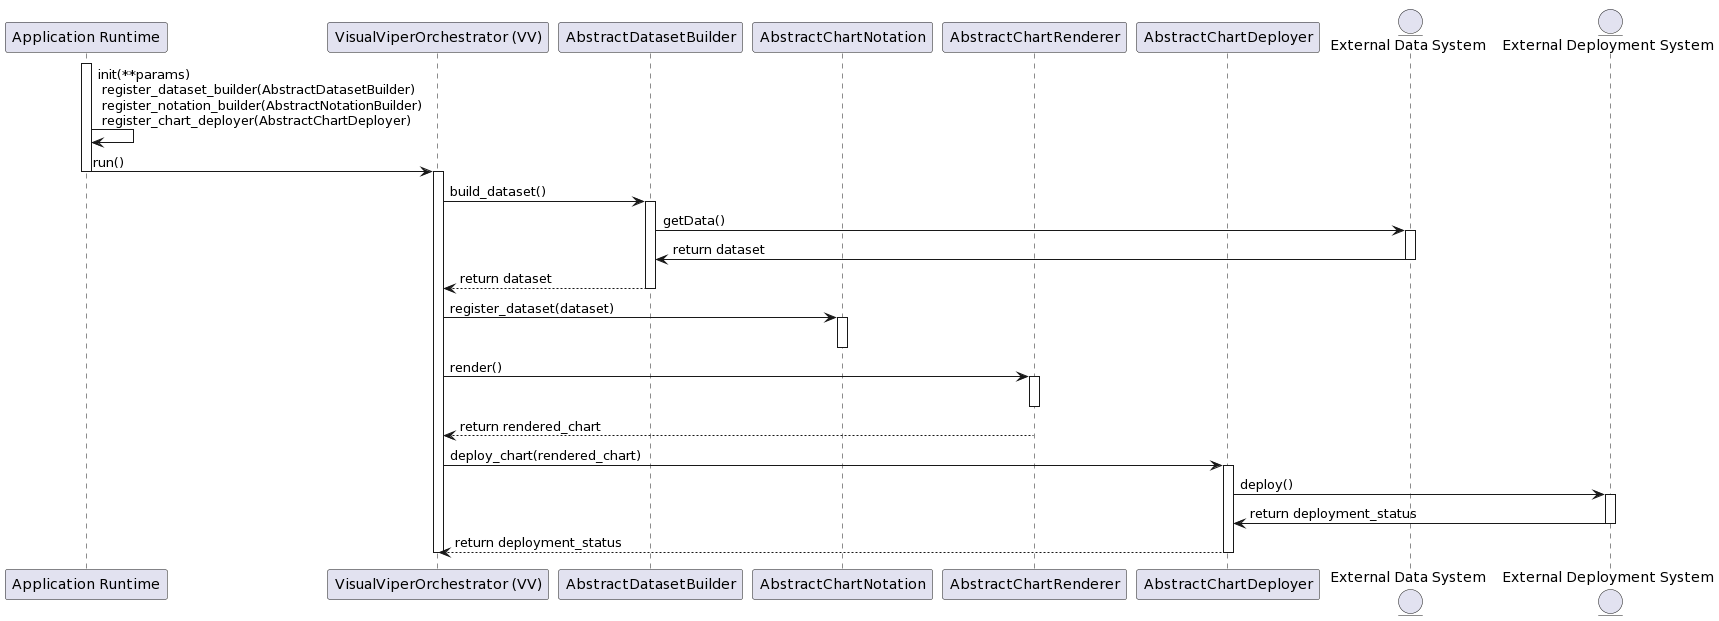 Application Runtime
VisualViperOrchestrator (VV)
AbstractDatasetBuilder
AbstractChartNotation
AbstractChartRenderer
AbstractChartDeployer
External Data System
External Deployment System
init(**params)
register_dataset_builder(AbstractDatasetBuilder)
register_notation_builder(AbstractNotationBuilder)
register_chart_deployer(AbstractChartDeployer)
run()
build_dataset()
getData()
return dataset
return dataset
register_dataset(dataset)
render()
return rendered_chart
deploy_chart(rendered_chart)
deploy()
return deployment_status
return deployment_status
Application Runtime
VisualViperOrchestrator (VV)
AbstractDatasetBuilder
AbstractChartNotation
AbstractChartRenderer
AbstractChartDeployer
External Data System
External Deployment System